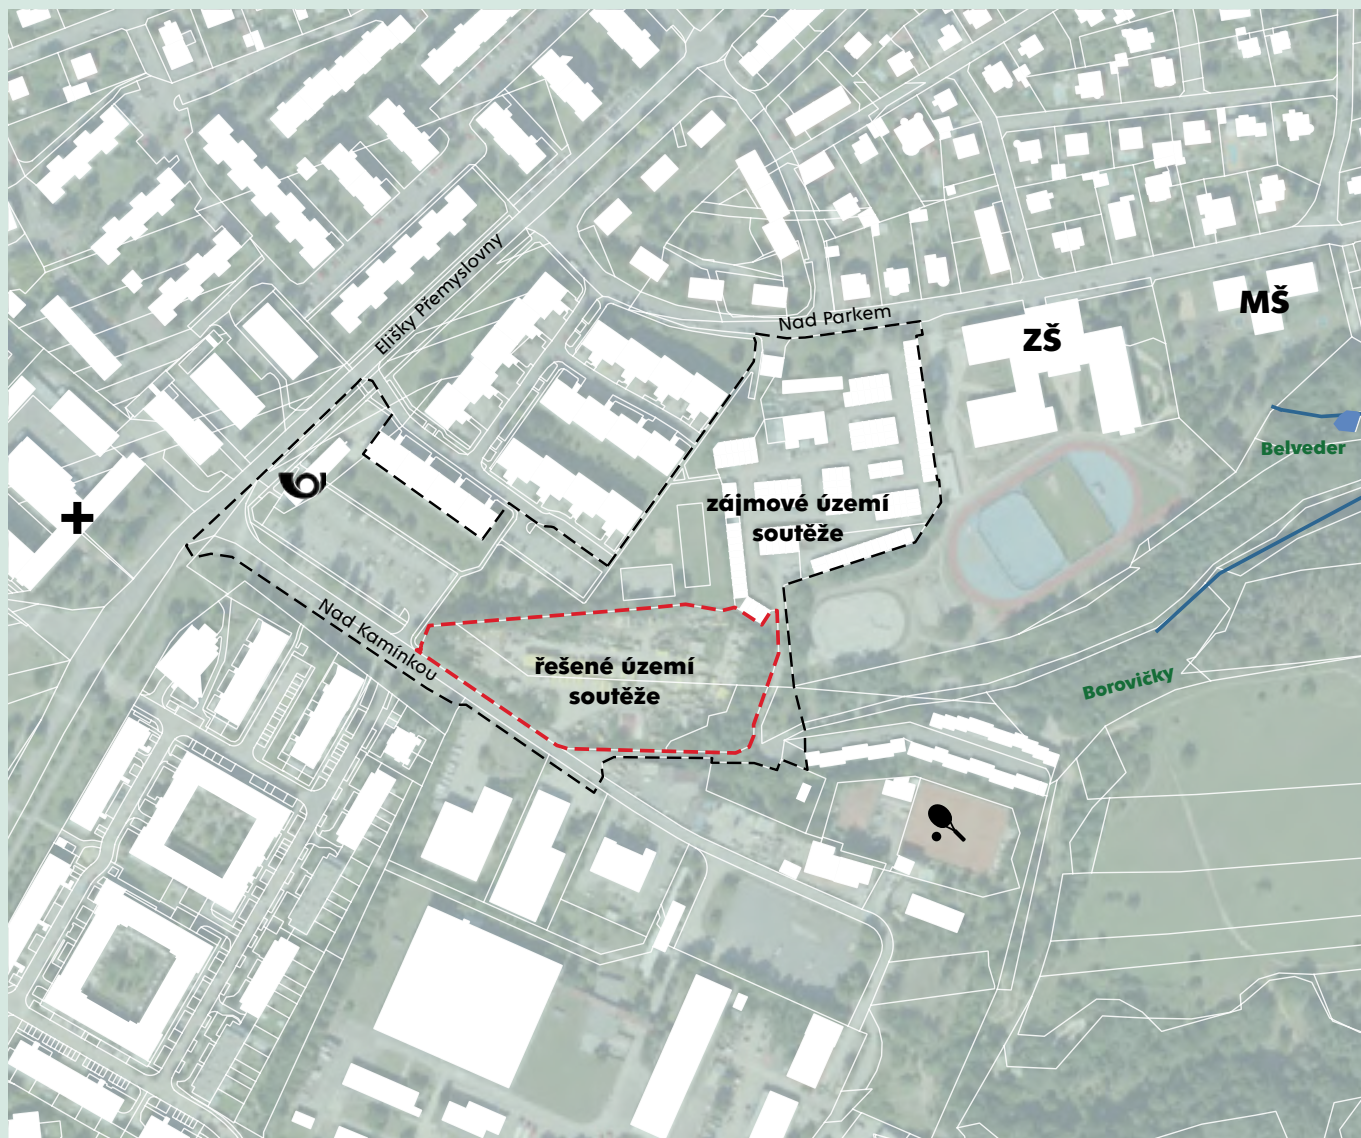 Elišky Přemyslovny
Nad Parkem
MŠ
ZŠ
Belveder
zájmové území
soutěže
Nad Kamínkou
řešené území
soutěže
Borovičky